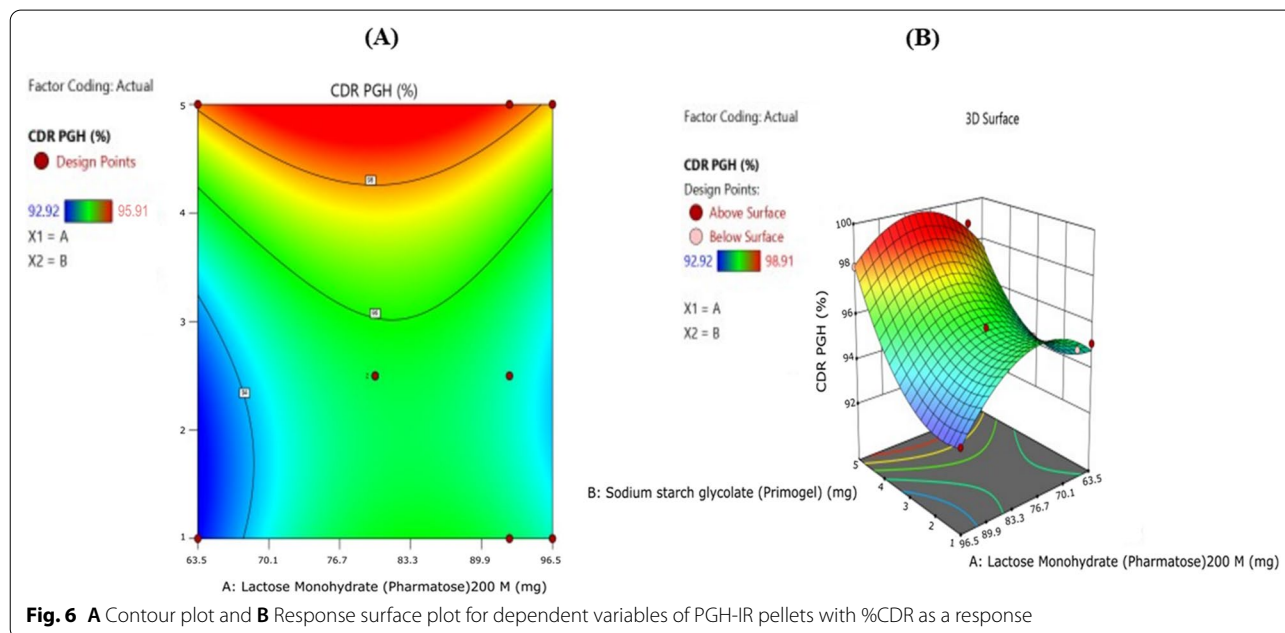 (A)
Factor Coding: Actual
CDR PGH (%)
CDR PGH (%)
Design Points
92.92 95.91
X1 = A
X2 = B
5
4
3
2
1
98
96
94
63.5 70.1 76.7 83.3 89.9 96.5
A: Lactose Monohydrate (Pharmatose)200 M (mg)
(B)
Factor Coding: Actual
3D Surface
CDR PGH (%)
Design Points:
Above Surface
Below Surface
92.92 98.91
X1 = A
X2 = B
100
98
96
94
92
CDR PGH (%)
5
4
3
2
1
B: Sodium starch glycolate (Primogel) (mg)
96.5
89.9
83.3
76.7
70.1
63.5
A: Lactose Monohydrate (Pharmatose)200 M (mg)
Fig. 6 A Contour plot and B Response surface plot for dependent variables of PGH-IR pellets with %CDR as a response